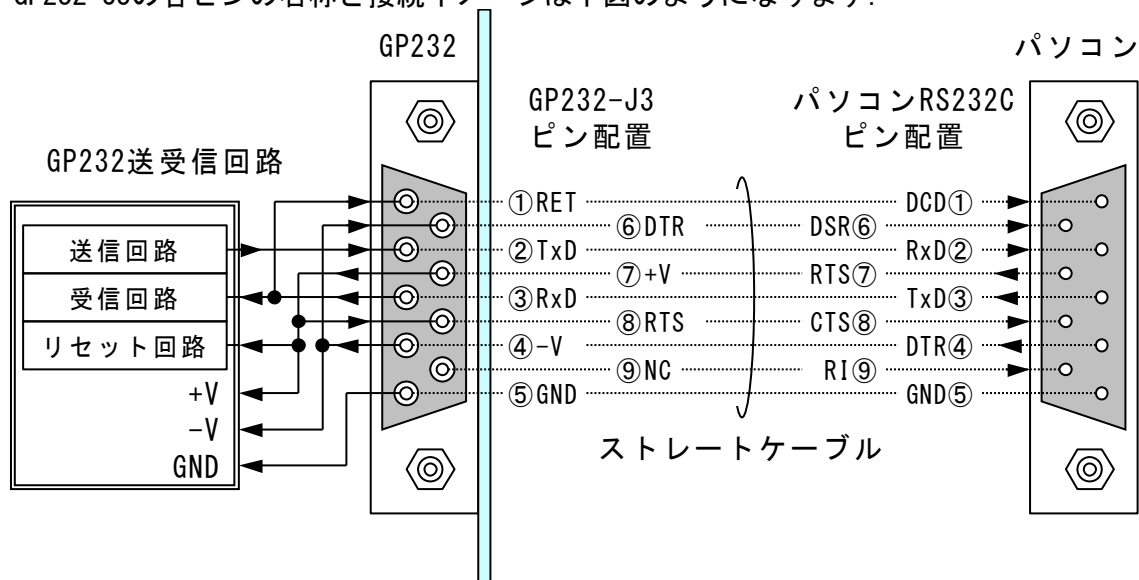 GP232
パソコン
GP232-J3
ピン配置
パソコンRS232C
ピン配置
GP232送受信回路
送信回路
受信回路
リセット回路
+V
-V
GND
①RET
DCD①
⑥DTR
DSR⑥
②TxD
RxD②
⑦+V
RTS⑦
③RxD
TxD③
⑧RTS
CTS⑧
④-V
DTR④
⑨NC
RI⑨
⑤GND
GND⑤
ストレートケーブル